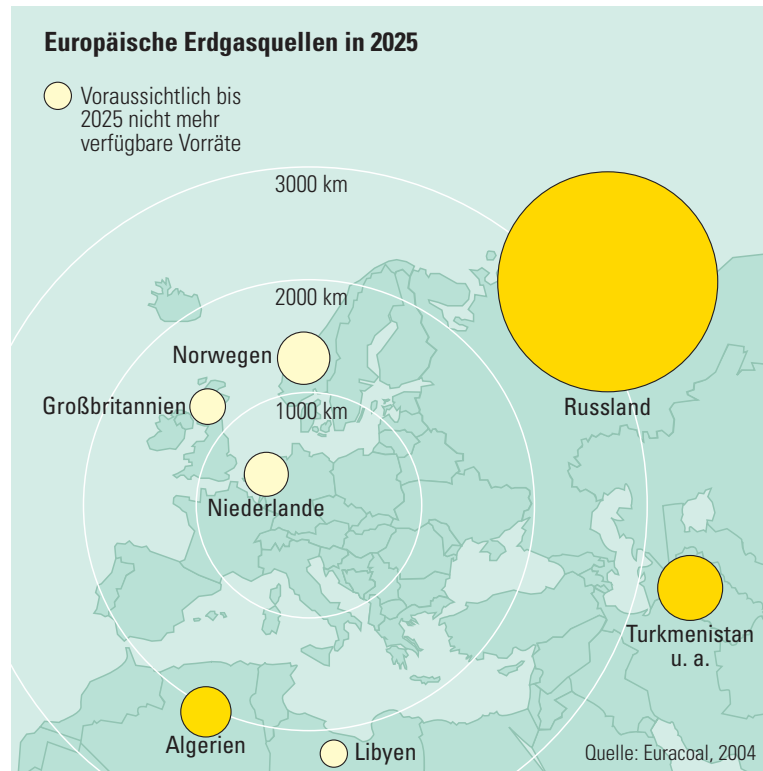 Europäische Erdgasquellen in 2025
Voraussichtlich bis
2025 nicht mehr
verfügbare Vorräte
3000 km
2000 km
Norwegen
Großbritannien
1000 km
Russland
Niederlande
Turkmenistan
u. a.
Algerien
Libyen
Quelle: Euracoal, 2004